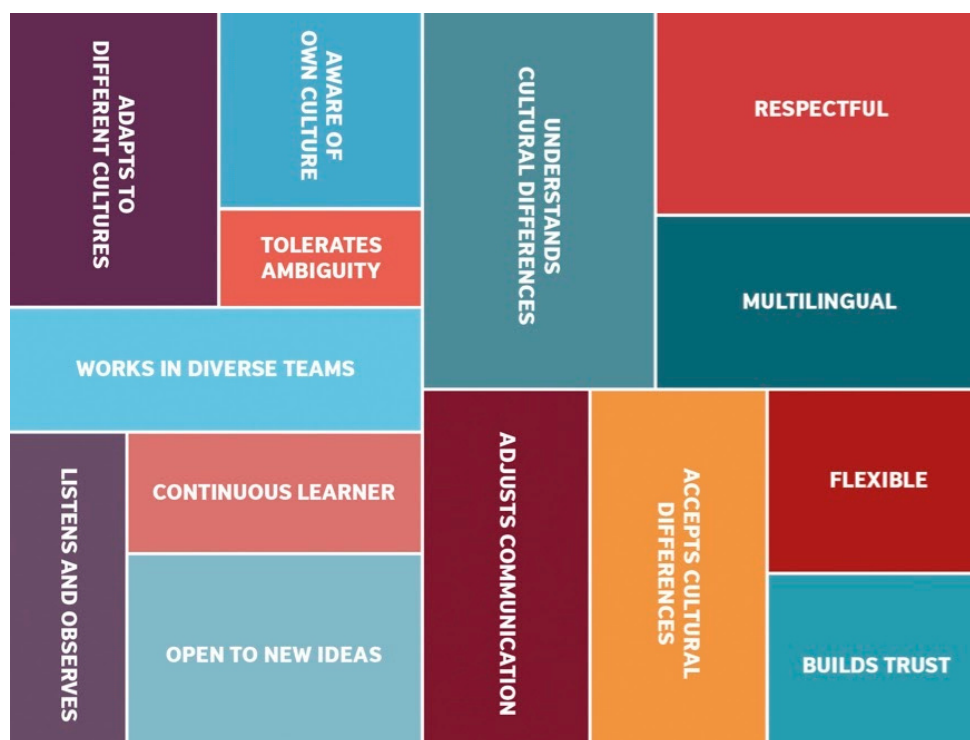 ADAPTS TO
DIFFERENT CULTURES
AWARE OF
OWN CULTURE
TOLERATES
AMBIGUITY
UNDERSTANDS
CULTURAL DIFFERENCES
RESPECTFUL
MULTILINGUAL
WORKS IN DIVERSE TEAMS
LISTENS AND OBSERVES
CONTINUOUS LEARNER
OPEN TO NEW IDEAS
ADJUSTS COMMUNICATION
ACCEPTS CULTURAL
DIFFERENCES
FLEXIBLE
BUILDS TRUST